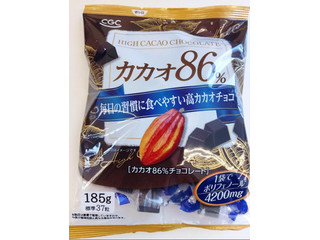 CGC
HIGH CACAO CHOCOLATE
カカオ86%
毎日の習慣に食べやすい高カカオチョコ
[カカオ86%チョコレート]
1袋で
ポリフェノール
4200mg
185g
標準37粒